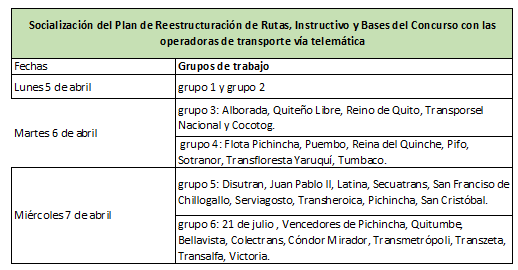 Socialización del Plan de Reestructuración de Rutas, Instructivo y Bases del Concurso con las
operadoras de transporte vía telemática
Fechas
Grupos de trabajo
Lunes 5 de abril
grupo 1 y grupo 2
Martes 6 de abril
grupo 3: Alborada, Quiteño Libre, Reino de Quito, Transporsel
Nacional y Cocotog.
grupo 4: Flota Pichincha, Puembo, Reina del Quinche, Pifo,
Sotranor, Transfloresta Yaruquí, Tumbaco.
Miércoles 7 de abril
grupo 5: Disutran, Juan Pablo II, Latina, Secuatrans, San Franciso de
Chillogallo, Serviagosto, Transheroica, Pichincha, San Cristóbal.
grupo 6: 21 de julio , Vencedores de Pichincha, Quitumbe,
Bellavista, Colectrans, Cóndor Mirador, Transmetrópoli, Transzeta,
Transalfa, Victoria.